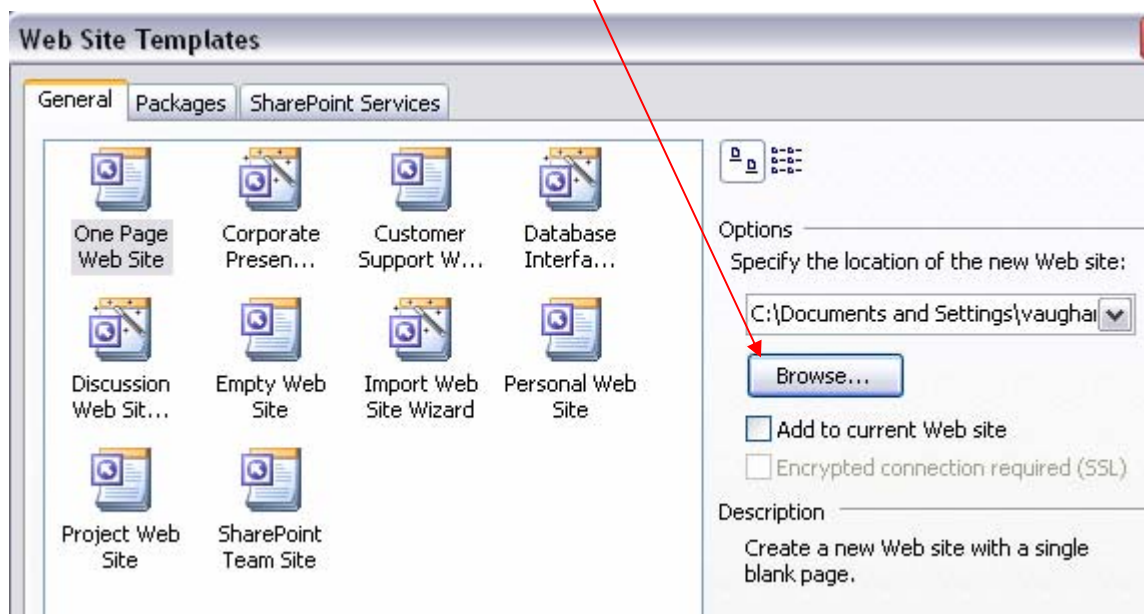 Web Site Templates
General Packages SharePoint Services
One Page
Web Site
Corporate
Presen...
Customer
Support W...
Database
Interfa...
Discussion
Web Sit...
Empty Web
Site
Import Web
Site Wizard
Personal Web
Site
Project Web
Site
SharePoint
Team Site
Options
Specify the location of the new Web site:
C:\Documents and Settings\vaughan
Browse...
Add to current Web site
Encrypted connection required (SSL)
Description
Create a new Web site with a single
blank page.